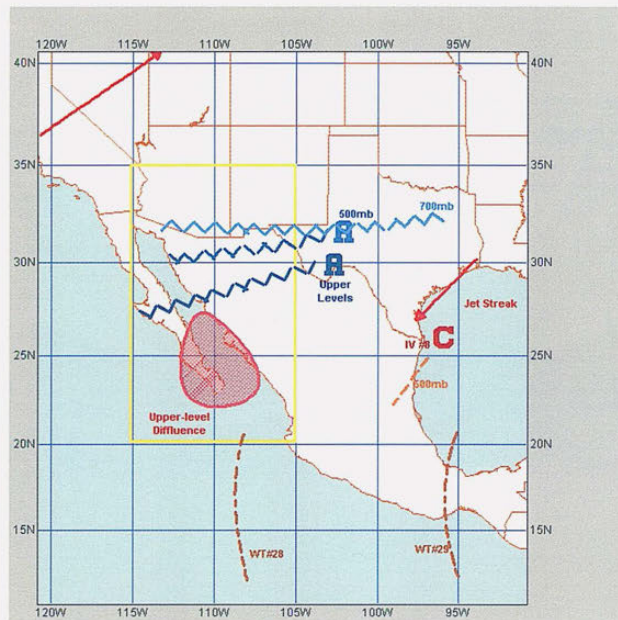 120W 115W 110W 105W 100W 95W
40N 40N
35N 35N
500mb 700mb
A
30N 30N
A
Upper
Levels
Jet Streak
IV #8 C
25N 25N
500mb
Upper-level
Diffluence
20N 20N
15N 15N
WT#28 WT#29
120W 115W 110W 105W 100W 95W